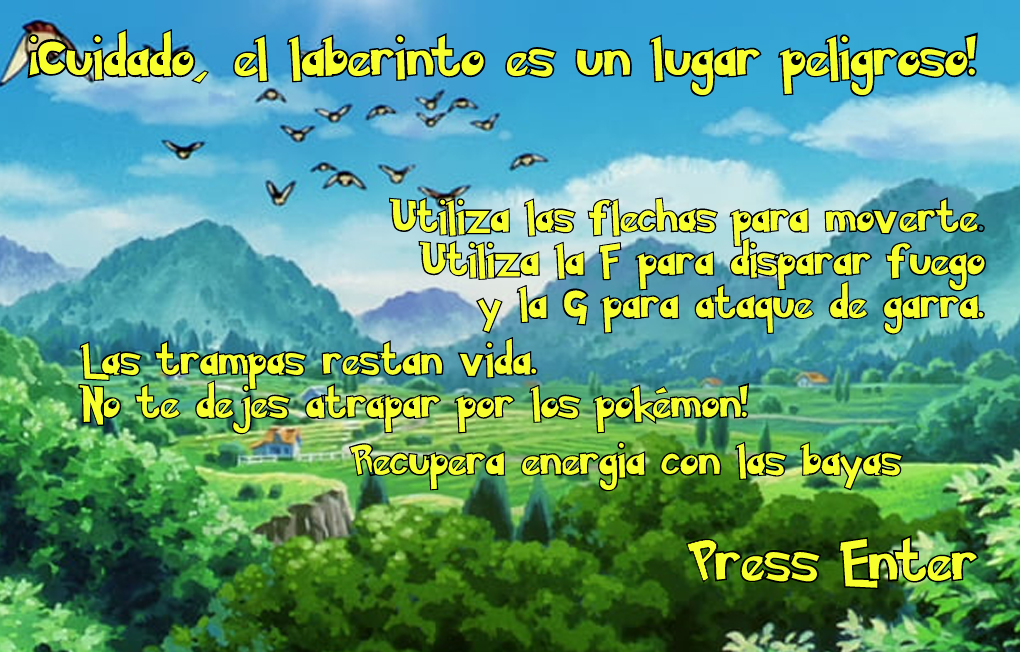 ¡Cuidado, el laberinto es un lugar peligroso!
Utiliza las flechas para moverte.
Utiliza la F para disparar fuego
y la G para ataque de garra.
Las trampas restan vida.
No te dejes atrapar por los pokémon!
Recupera energia con las bayas
Press Enter